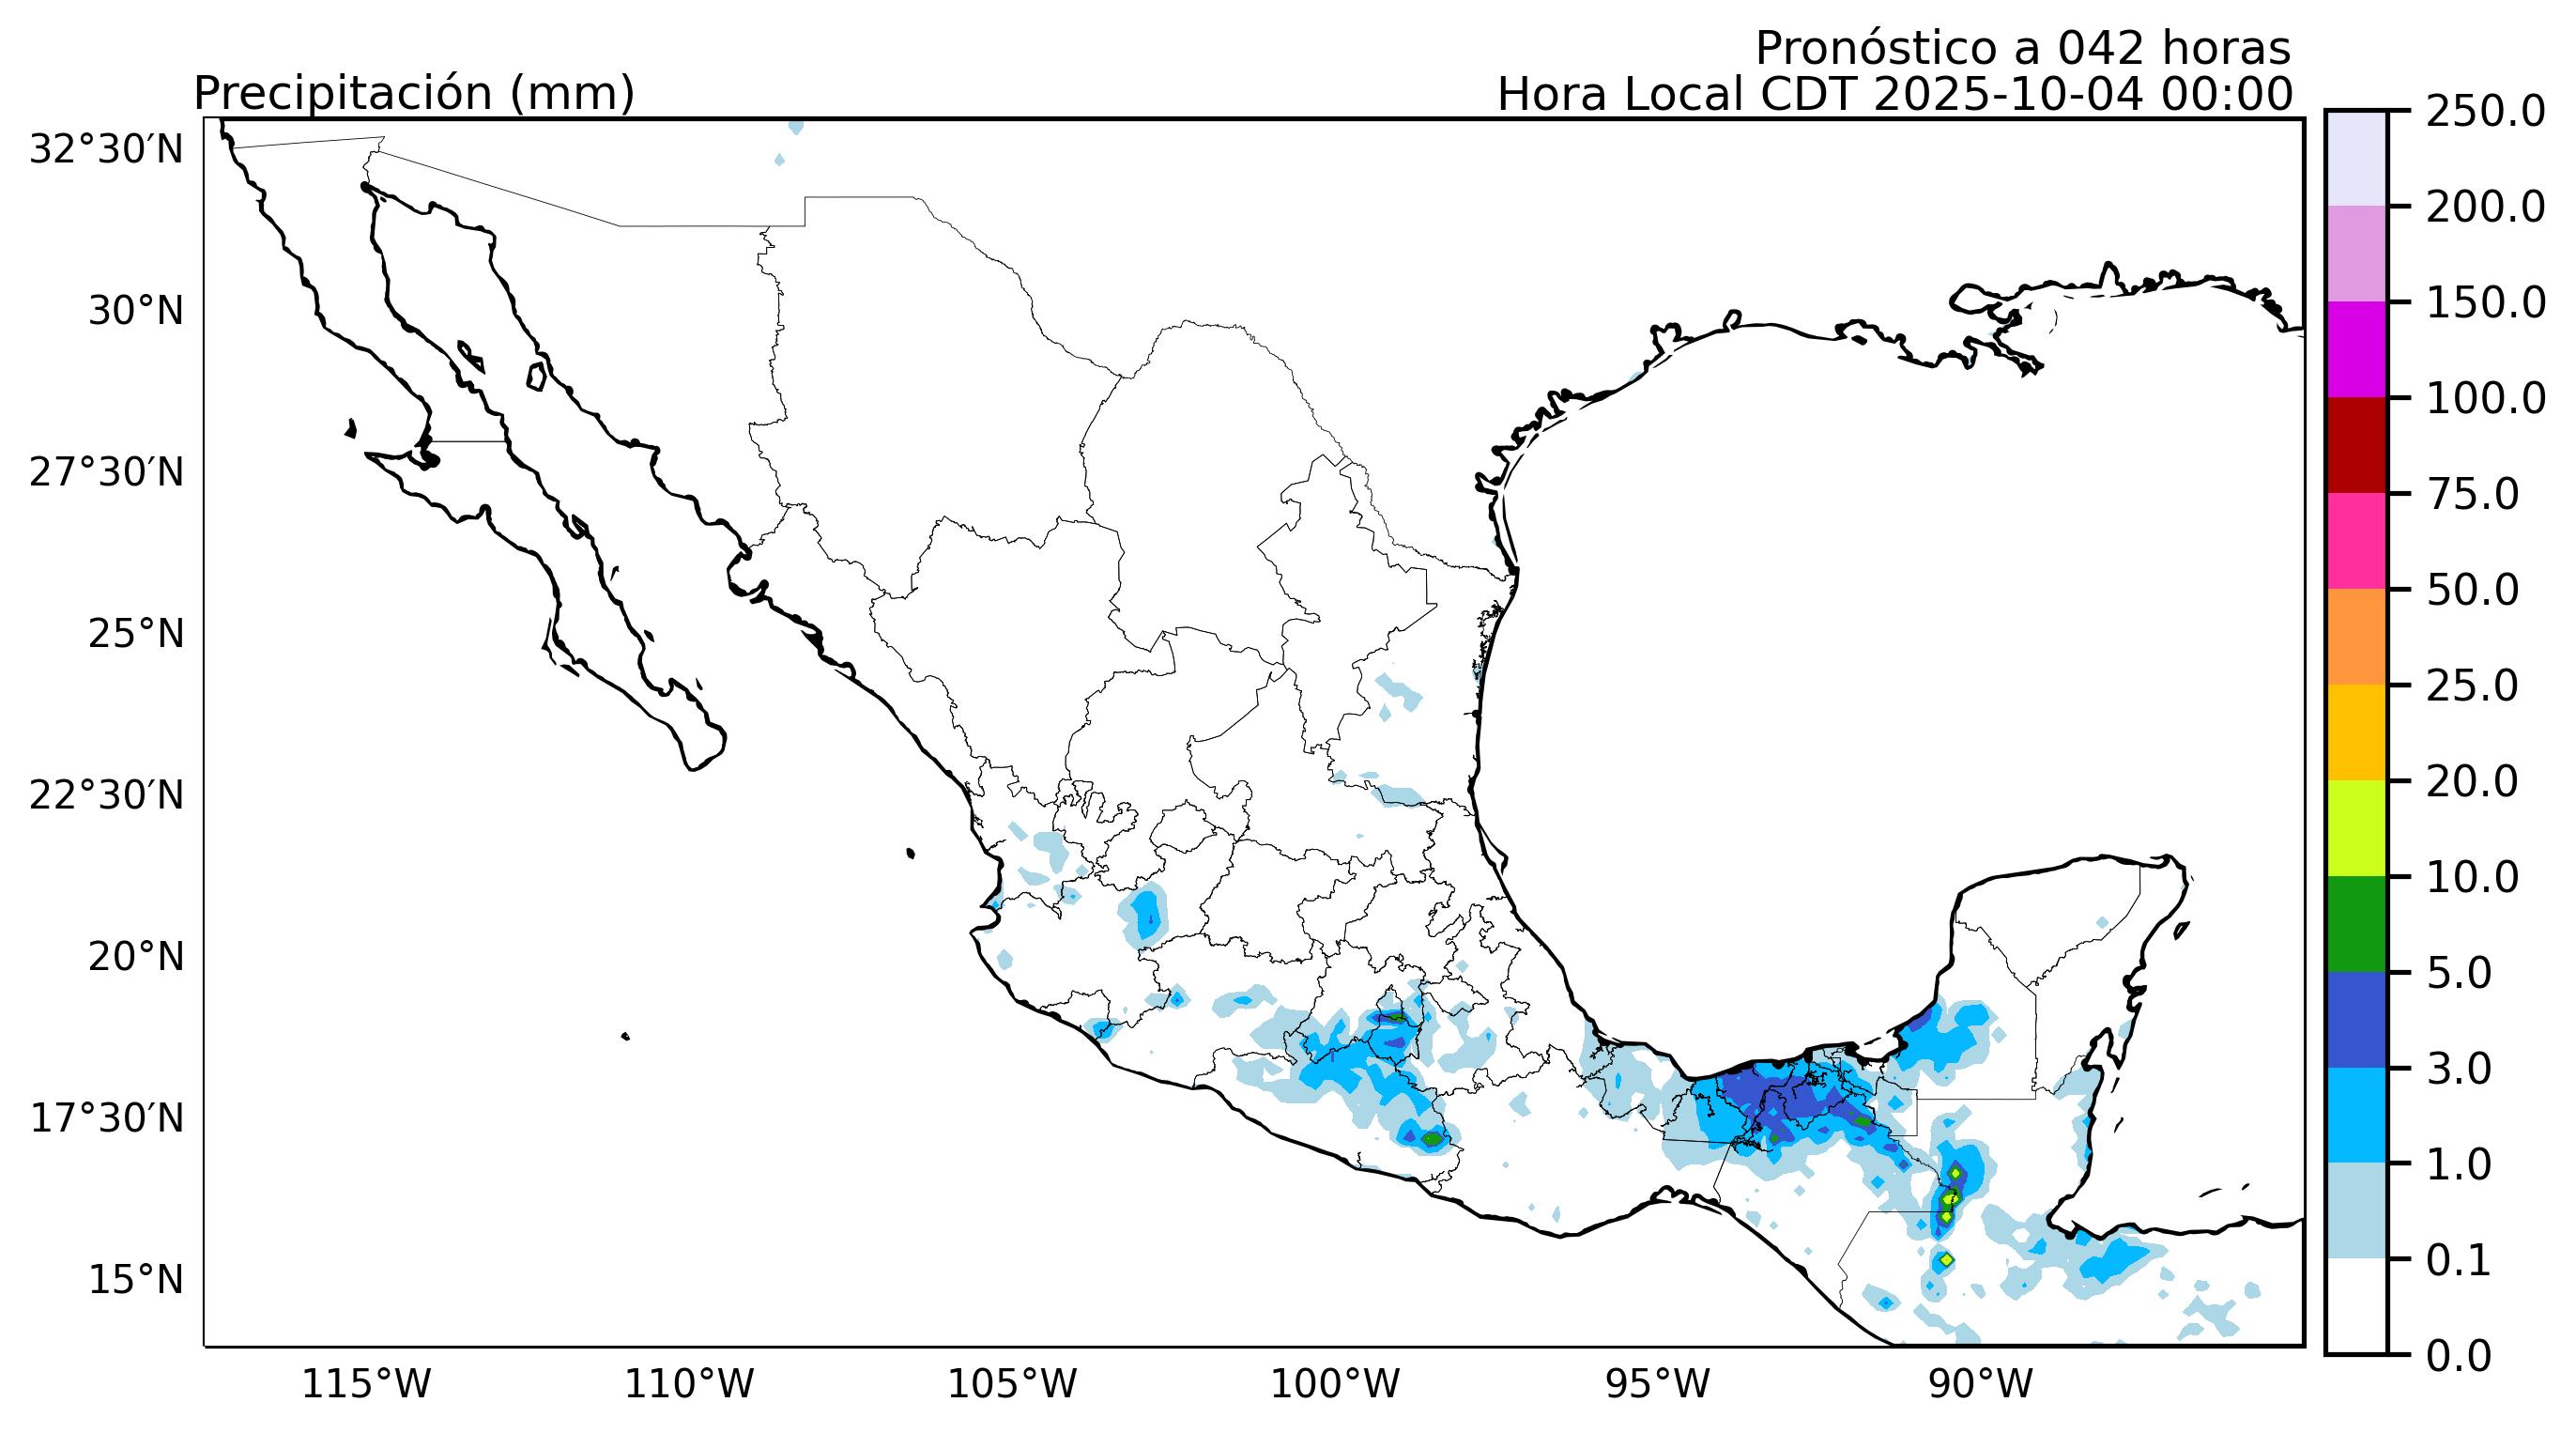 Pronóstico a 042 horas
Precipitación (mm)
Hora Local CDT 2025-10-04 00:00
32°30′N
30°N
27°30′N
25°N
22°30′N
20°N
17°30′N
15°N
115°W
110°W
105°W
100°W
95°W
90°W
250.0
200.0
150.0
100.0
75.0
50.0
25.0
20.0
10.0
5.0
3.0
1.0
0.1
0.0